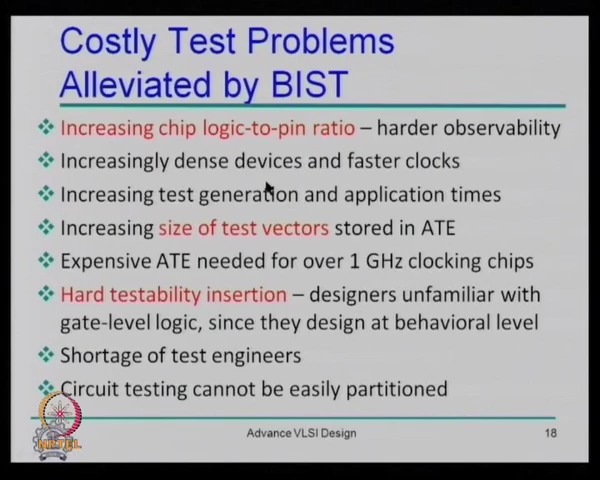 Costly Test Problems
Alleviated by BIST
Increasing chip logic-to-pin ratio – harder observability
Increasingly dense devices and faster clocks
Increasing test generation and application times
Increasing size of test vectors stored in ATE
Expensive ATE needed for over 1 GHz clocking chips
Hard testability insertion – designers unfamiliar with
gate-level logic, since they design at behavioral level
Shortage of test engineers
Circuit testing cannot be easily partitioned
NPTEL
Advance VLSI Design
18